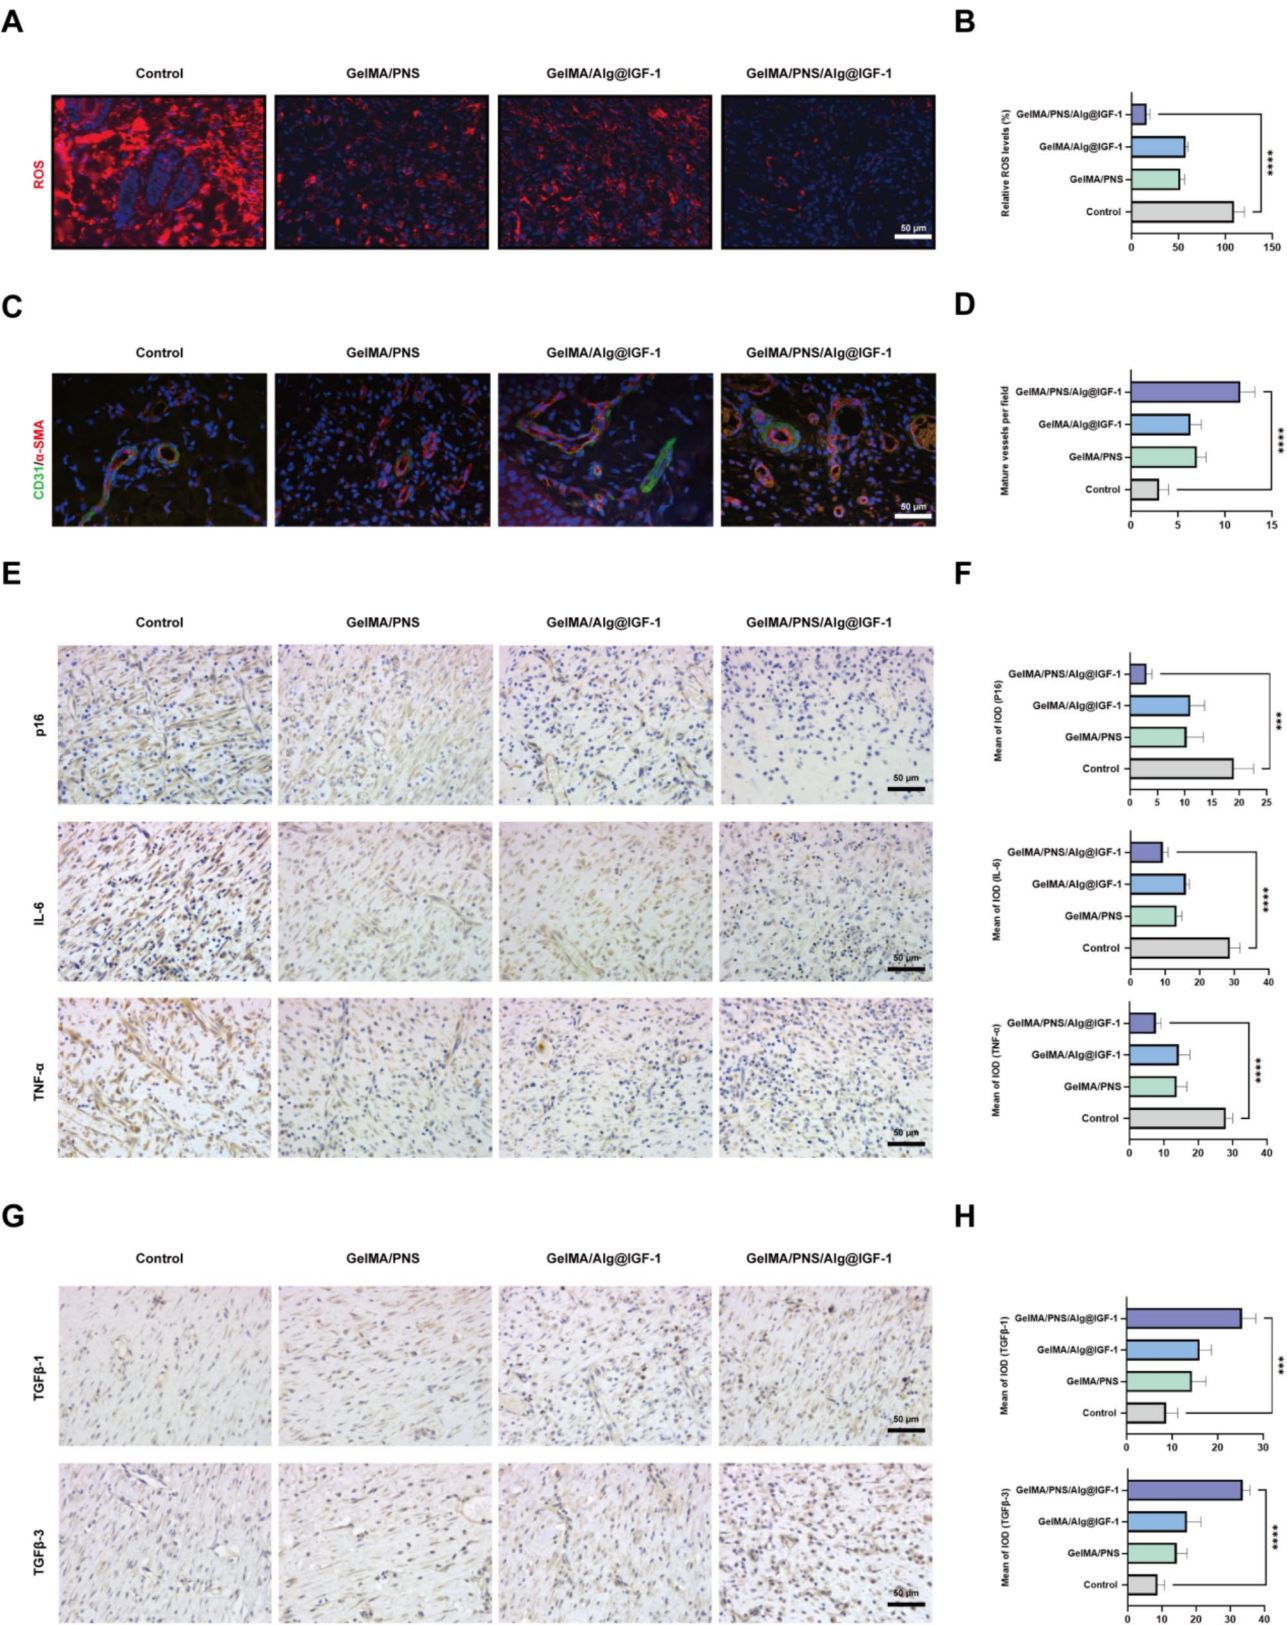 A
B
Control
GelMA/PNS
GelMA/Alg@IGF-1
GelMA/PNS/Alg@IGF-1
ROS
50 μm
Relative ROS levels (%)
GelMA/PNS/Alg@IGF-1
GelMA/Alg@IGF-1
GelMA/PNS
Control
****
0 50 100 150
C
D
Control
GelMA/PNS
GelMA/Alg@IGF-1
GelMA/PNS/Alg@IGF-1
CD31/α-SMA
50 μm
Mature vessels per field
GelMA/PNS/Alg@IGF-1
GelMA/Alg@IGF-1
GelMA/PNS
Control
****
0 5 10 15
E
F
Control
GelMA/PNS
GelMA/Alg@IGF-1
GelMA/PNS/Alg@IGF-1
p16
50 μm
Mean of IOD (P16)
GelMA/PNS/Alg@IGF-1
GelMA/Alg@IGF-1
GelMA/PNS
Control
***
0 5 10 15 20 25
IL-6
50 μm
Mean of IOD (IL-6)
GelMA/PNS/Alg@IGF-1
GelMA/Alg@IGF-1
GelMA/PNS
Control
****
0 10 20 30 40
TNF-α
50 μm
Mean of IOD (TNF-α)
GelMA/PNS/Alg@IGF-1
GelMA/Alg@IGF-1
GelMA/PNS
Control
****
0 10 20 30 40
G
H
Control
GelMA/PNS
GelMA/Alg@IGF-1
GelMA/PNS/Alg@IGF-1
TGFβ-1
50 μm
Mean of IOD (TGFβ-1)
GelMA/PNS/Alg@IGF-1
GelMA/Alg@IGF-1
GelMA/PNS
Control
***
0 10 20 30
TGFβ-3
50 μm
Mean of IOD (TGFβ-3)
GelMA/PNS/Alg@IGF-1
GelMA/Alg@IGF-1
GelMA/PNS
Control
****
0 10 20 30 40